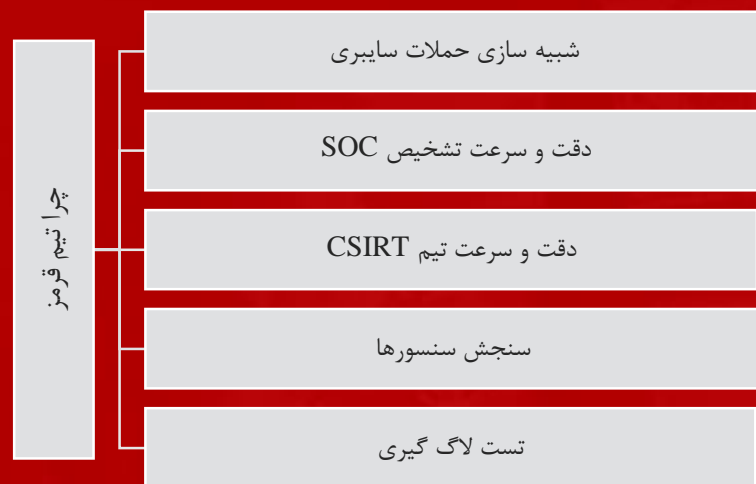 چرا تیم قرمز
شبیه سازی حملات سایبری
دقت و سرعت تشخیص SOC
دقت و سرعت تیم CSIRT
سنجش سنسورها
تست لاگ گیری